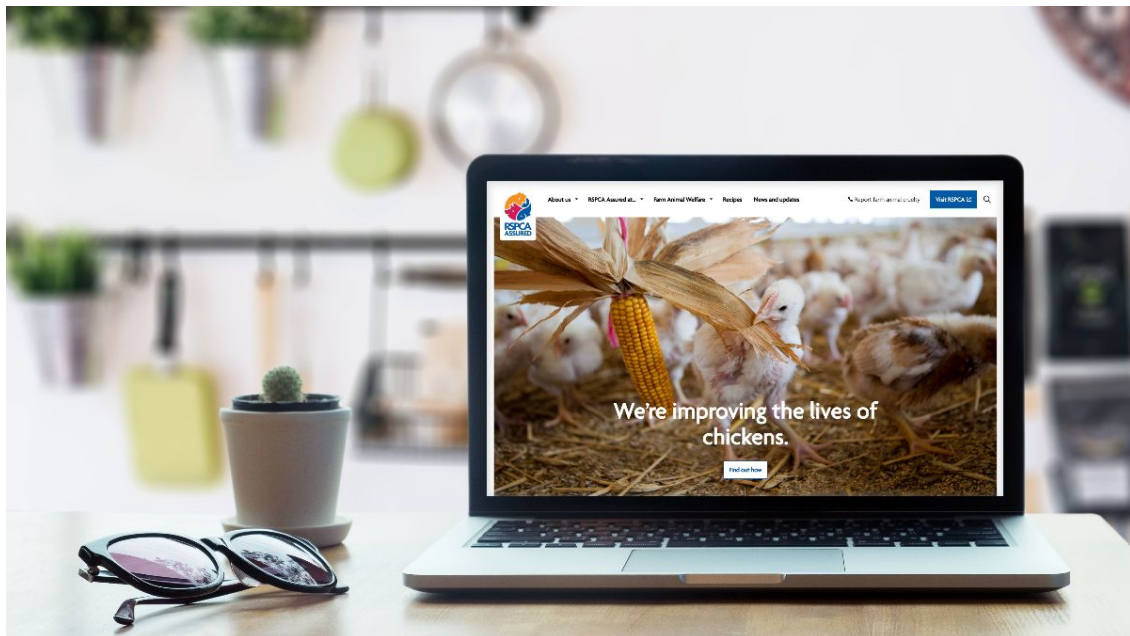 RSPCA
ASSURED
About us
RSPCA Assured at...
Farm Animal Welfare
Recipes
News and updates
Report farm animal cruelty
Visit RSPCA
We're improving the lives of
chickens.
Find out how